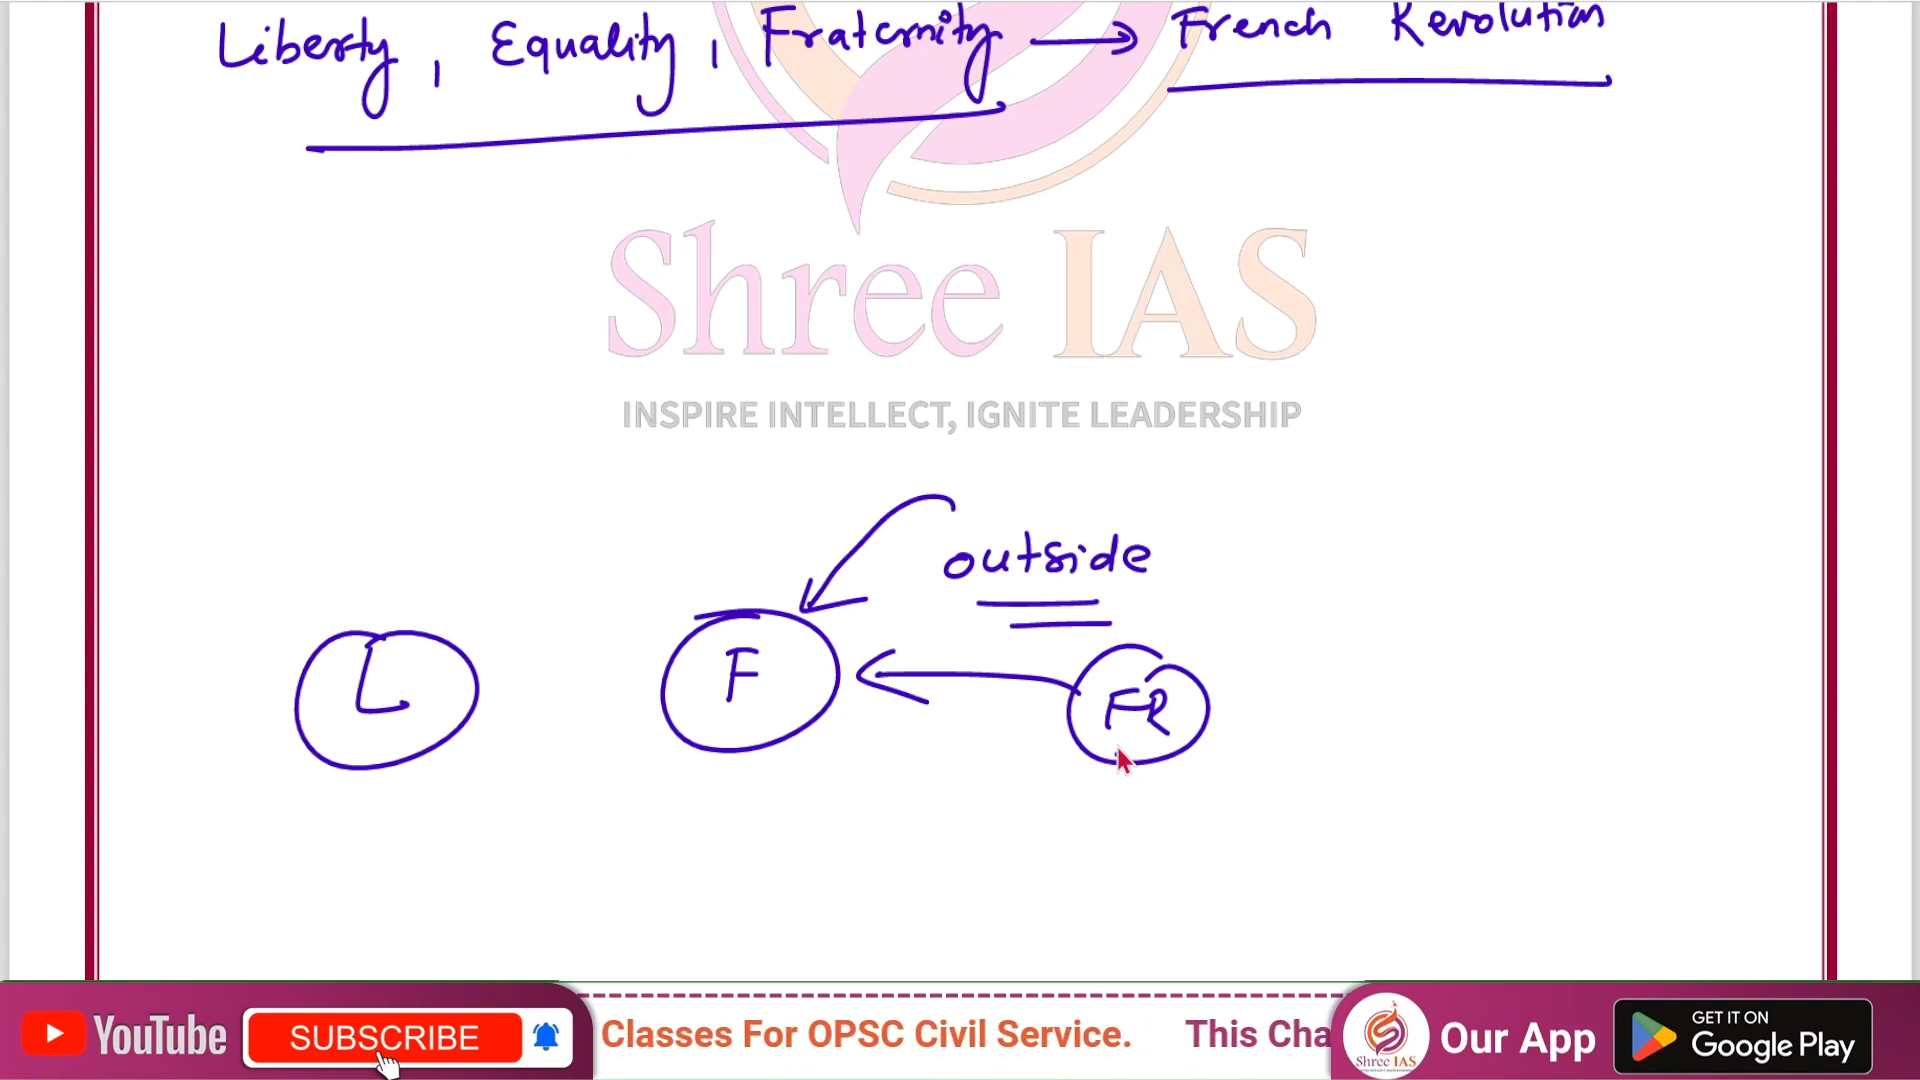 Liberty, Equality, Fraternity → French Revolution
Shree IAS
INSPIRE INTELLECT, IGNITE LEADERSHIP
outside
L F ← FR
YouTube SUBSCRIBE Classes For OPSC Civil Service. This Cha Shree IAS Our App GET IT ON Google Play